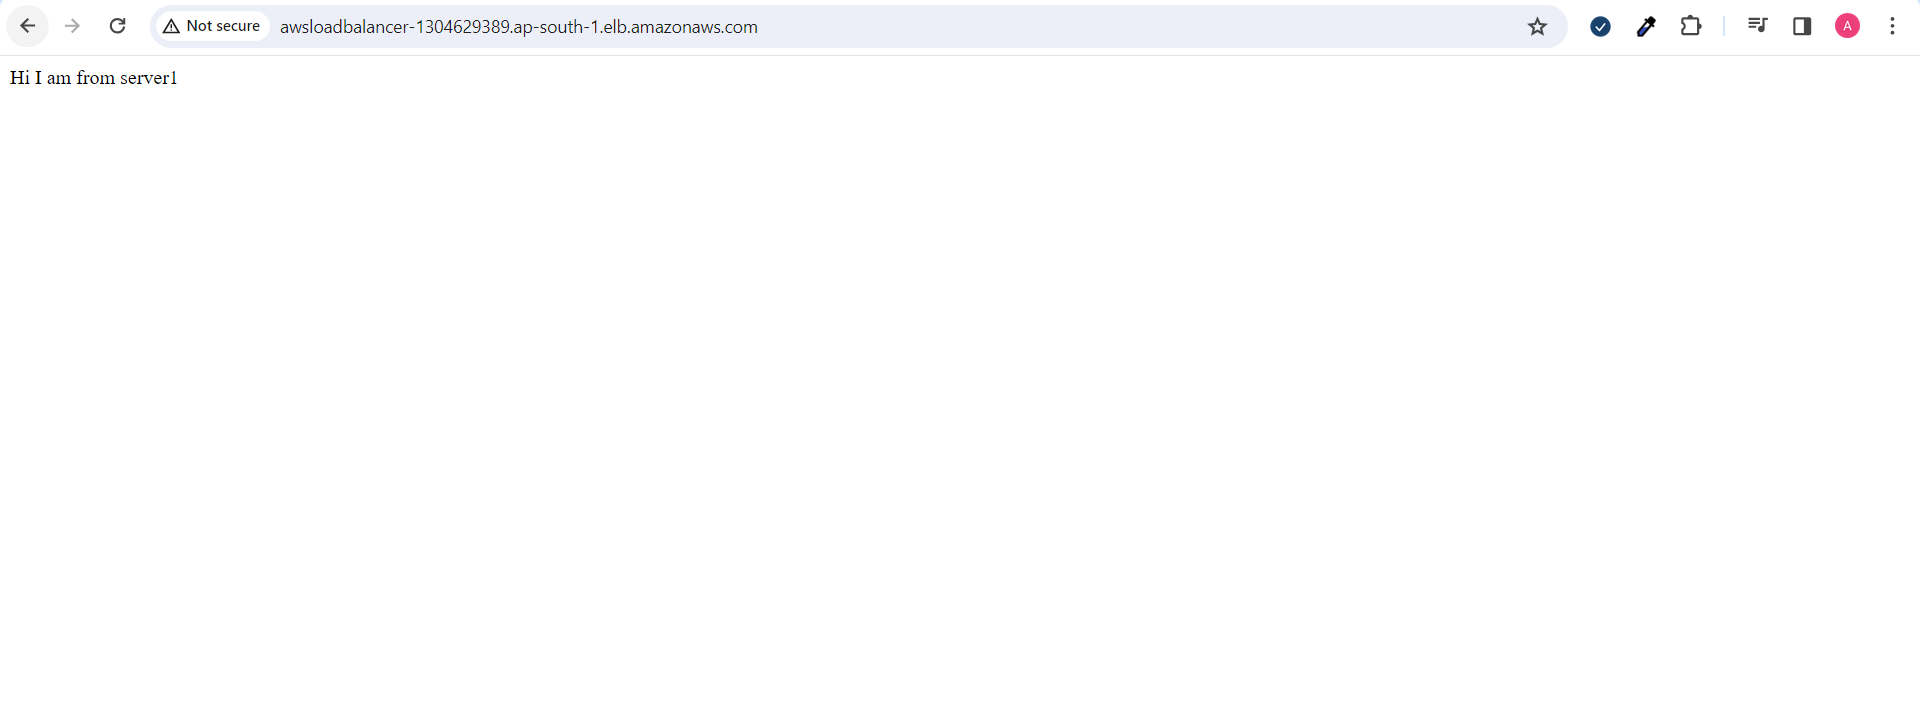 Not secure
awsloadbalancer-1304629389.ap-south-1.elb.amazonaws.com
A
Hi I am from server1